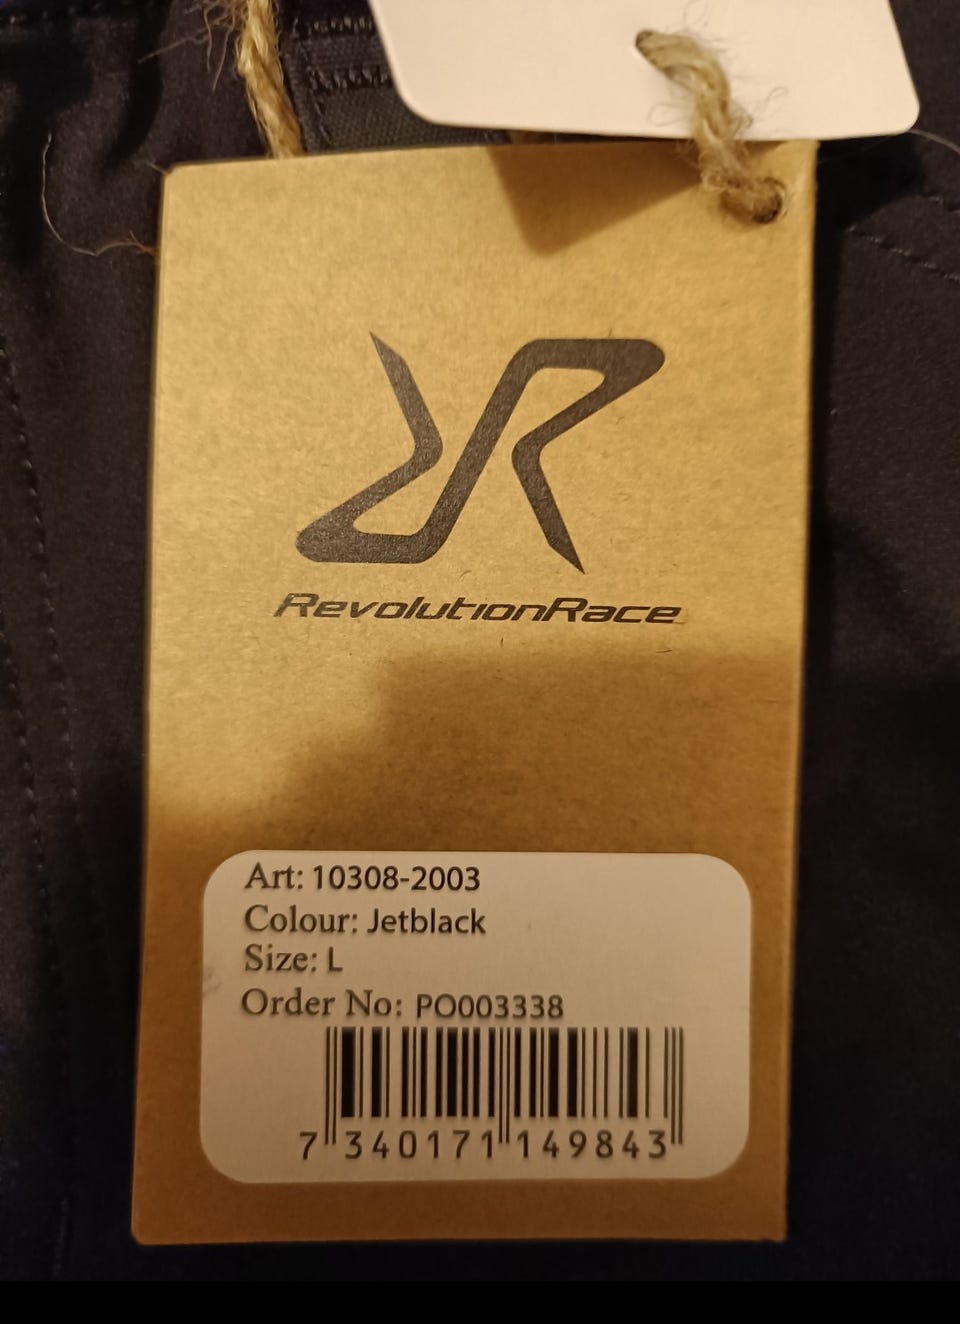 RevolutionRace
Art: 10308-2003
Colour: Jetblack
Size: L
Order No: PO003338
7 340171 149843